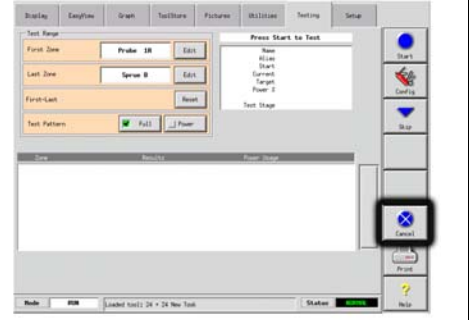 Display EasyView Graph ToolStore Pictures Utilities Testing Setup
Test Range
First Zone Probe 1A Edit
Last Zone Sprue B Edit
First-Last Reset
Test Pattern Full Power
Press Start to Test
Name
Alias
Start
Current
Target
Power %
Test Stage
Zone Results Power Usage
Start
Config
Skip
Cancel
Print
Help
Mode RUN Loaded tool: 24 + 24 New Tool Status NORMAL